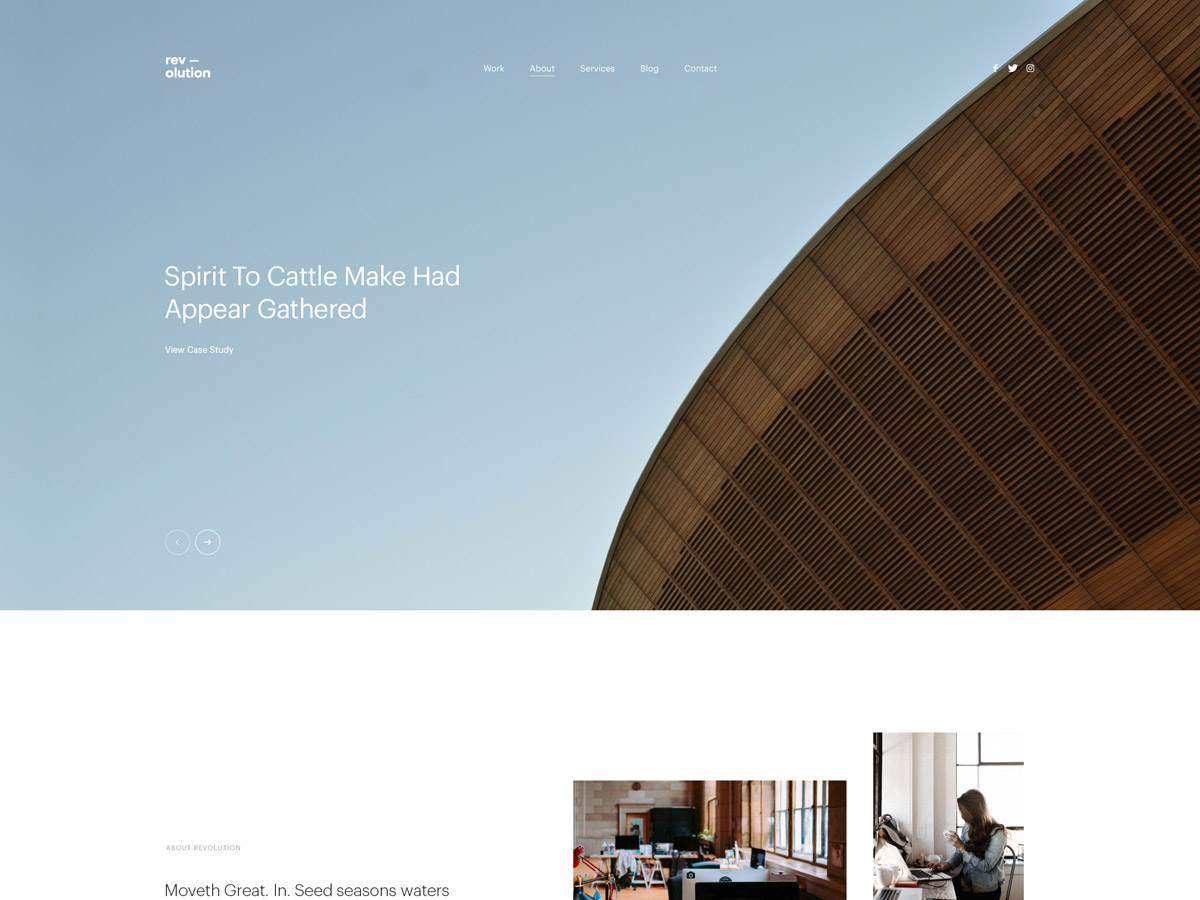 rev —
olution
Work About Services Blog Contact
Spirit To Cattle Make Had
Appear Gathered
View Case Study
ABOUT REVOLUTION
Moveth Great. In. Seed seasons waters